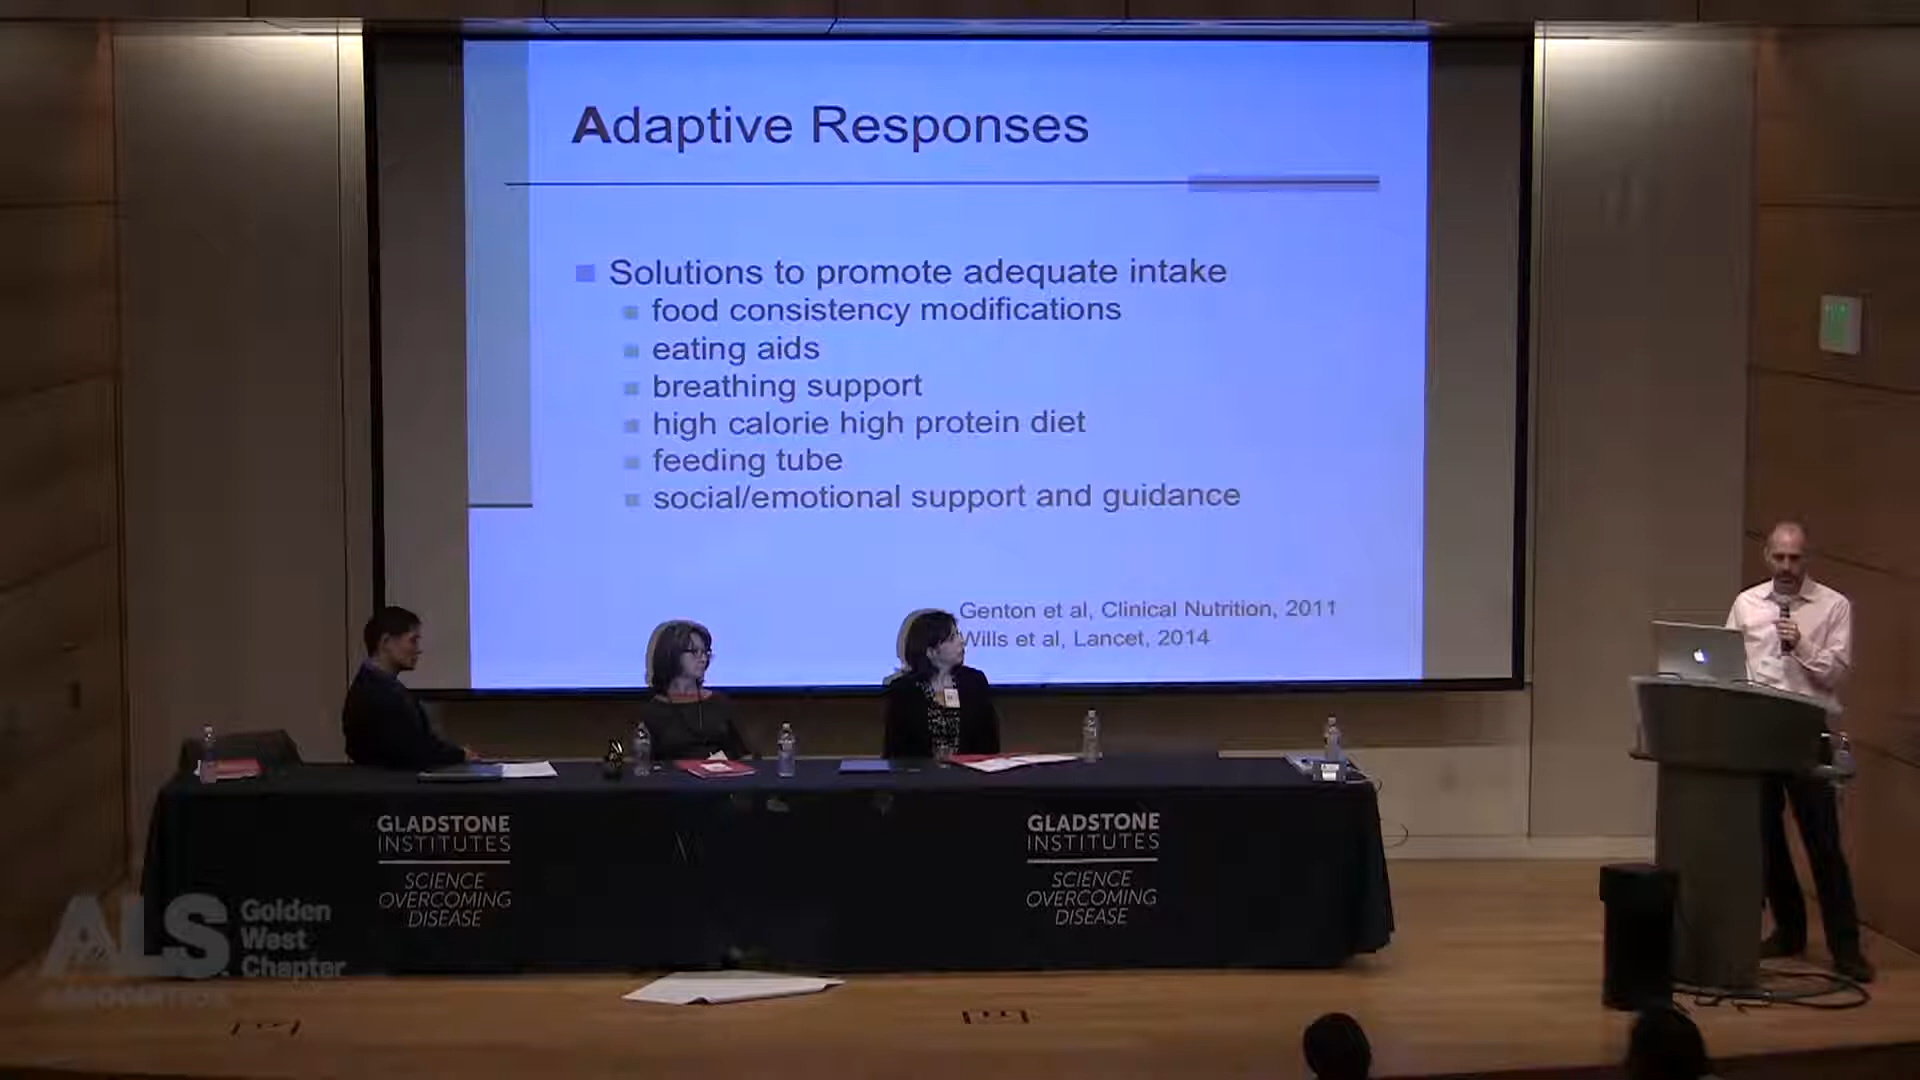 Adaptive Responses
Solutions to promote adequate intake
food consistency modifications
eating aids
breathing support
high calorie high protein diet
feeding tube
social/emotional support and guidance
Genton et al, Clinical Nutrition, 2011
Wills et al, Lancet, 2014
GLADSTONE
INSTITUTES
SCIENCE
OVERCOMING
DISEASE
GLADSTONE
INSTITUTES
SCIENCE
OVERCOMING
DISEASE
ALS
ASSOCIATION
Golden
West
Chapter